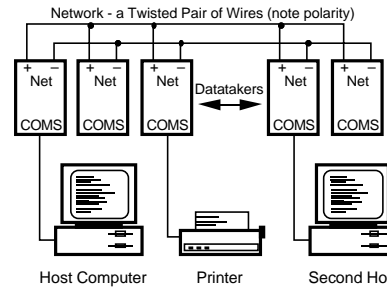 Network - a Twisted Pair of Wires (note polarity)
+ − + − + − + − + −
Net Net Net Net Net
Datatakers
COMS COMS COMS COMS COMS
Host Computer Printer Second Ho